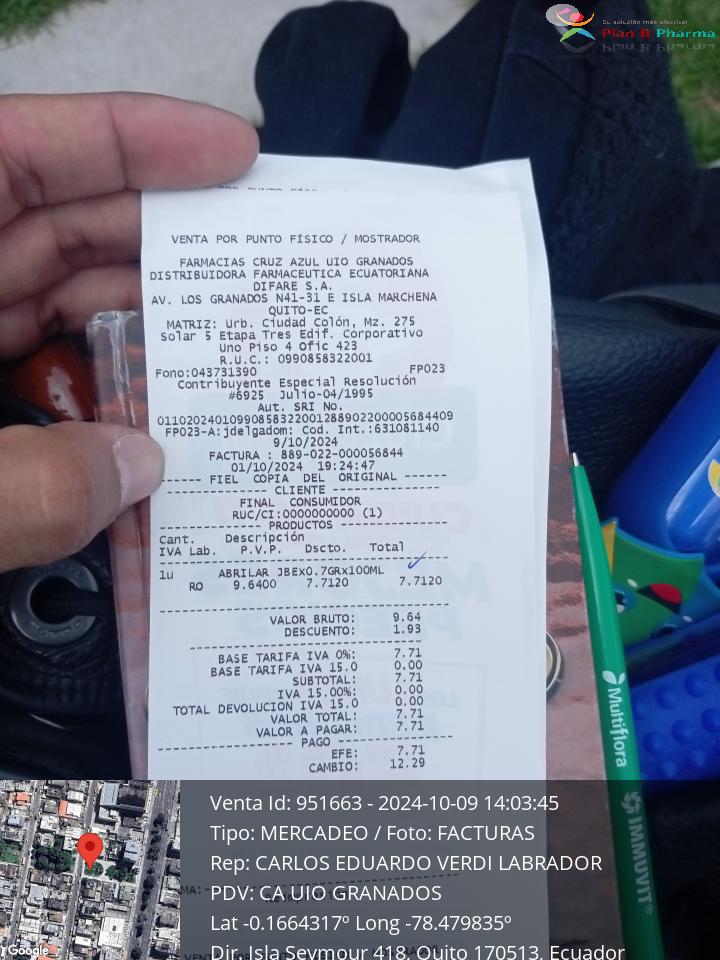 Su solución más efectiva!
Plan B Pharma
VENTA POR PUNTO FÍSICO / MOSTRADOR
FARMACIAS CRUZ AZUL UIO GRANADOS
DISTRIBUIDORA FARMACEUTICA ECUATORIANA
DIFARE S.A.
AV. LOS GRANADOS N41-31 E ISLA MARCHENA
QUITO-EC
MATRIZ: Urb. Ciudad Colón, Mz. 275
Solar 5 Etapa Tres Edif. Corporativo
Uno Piso 4 Ofic 423
R.U.C.: 0990858322001
Fono:043731390 FP023
Contribuyente Especial Resolución
#6925 Julio-04/1995
Aut. SRI No.
01102024010990858322001288902200005684409
FP023-A:jdelgadom: Cod. Int.:631081140
9/10/2024
FACTURA : 889-022-000056844
01/10/2024 19:24:47
------ FIEL COPIA DEL ORIGINAL ------
---------------- CLIENTE ----------------
FINAL CONSUMIDOR
RUC/CI:0000000000 (1)
--------------- PRODUCTOS ---------------
Cant. Descripción
IVA Lab. P.V.P. Dscto. Total
1u ABRILAR JBEx0.7GRx100ML
RO 9.6400 7.7120 7.7120
VALOR BRUTO: 9.64
DESCUENTO: 1.93
BASE TARIFA IVA 0%: 7.71
BASE TARIFA IVA 15.0 0.00
SUBTOTAL: 7.71
IVA 15.00%: 0.00
TOTAL DEVOLUCION IVA 15.0 0.00
VALOR TOTAL: 7.71
VALOR A PAGAR: 7.71
-------------------- PAGO --------------------
EFE: 7.71
CAMBIO: 12.29
Multiflora
IMMUVIT®
Venta Id: 951663 - 2024-10-09 14:03:45
Tipo: MERCADEO / Foto: FACTURAS
Rep: CARLOS EDUARDO VERDI LABRADOR
PDV: CA UIO GRANADOS
Lat -0.1664317º Long -78.479835º
Dir. Isla Seymour 418, Quito 170513, Ecuador
Google